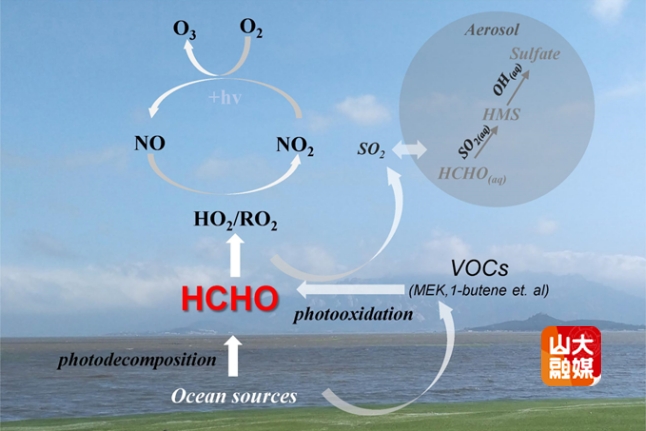 O3
O2
Aerosol
Sulfate
+hν
OH(aq)
HMS
NO
NO2
SO2
SO2(aq)
HCHO(aq)
HO2/RO2
VOCs
(MEK,1-butene et. al)
HCHO
photooxidation
photodecomposition
Ocean sources
山大
融媒